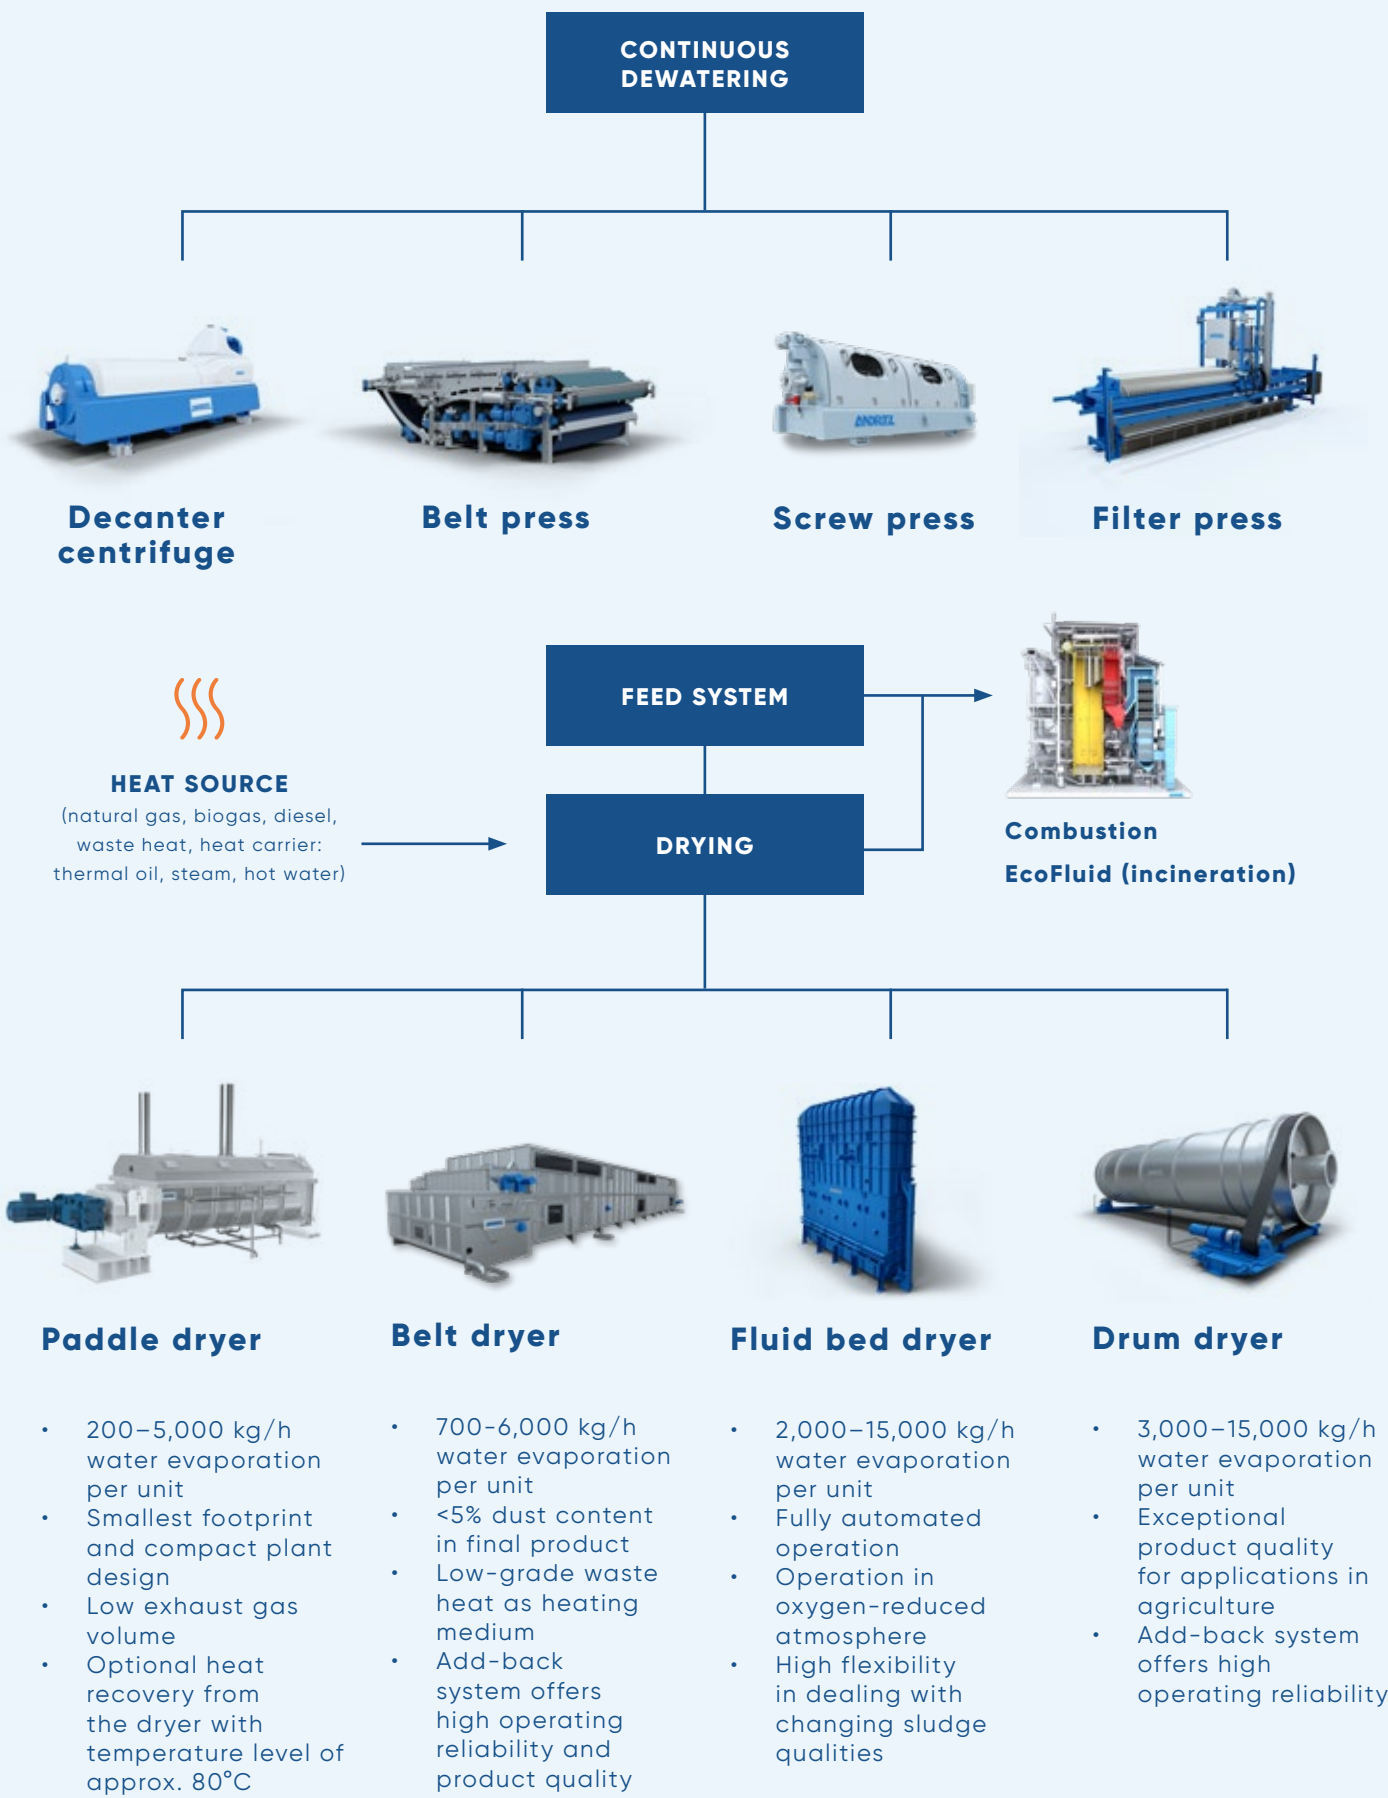 CONTINUOUS
DEWATERING
ANDRITZ
Decanter
centrifuge
Belt press
Screw press
Filter press
FEED SYSTEM
HEAT SOURCE
(natural gas, biogas, diesel,
waste heat, heat carrier:
thermal oil, steam, hot water)
DRYING
Combustion
EcoFluid (incineration)
Paddle dryer
• 200–5,000 kg/h
water evaporation
per unit
• Smallest footprint
and compact plant
design
• Low exhaust gas
volume
• Optional heat
recovery from
the dryer with
temperature level of
approx. 80°C
Belt dryer
• 700-6,000 kg/h
water evaporation
per unit
• <5% dust content
in final product
• Low-grade waste
heat as heating
medium
• Add-back
system offers
high operating
reliability and
product quality
Fluid bed dryer
• 2,000–15,000 kg/h
water evaporation
per unit
• Fully automated
operation
• Operation in
oxygen-reduced
atmosphere
• High flexibility
in dealing with
changing sludge
qualities
Drum dryer
• 3,000–15,000 kg/h
water evaporation
per unit
• Exceptional
product quality
for applications in
agriculture
• Add-back system
offers high
operating reliability